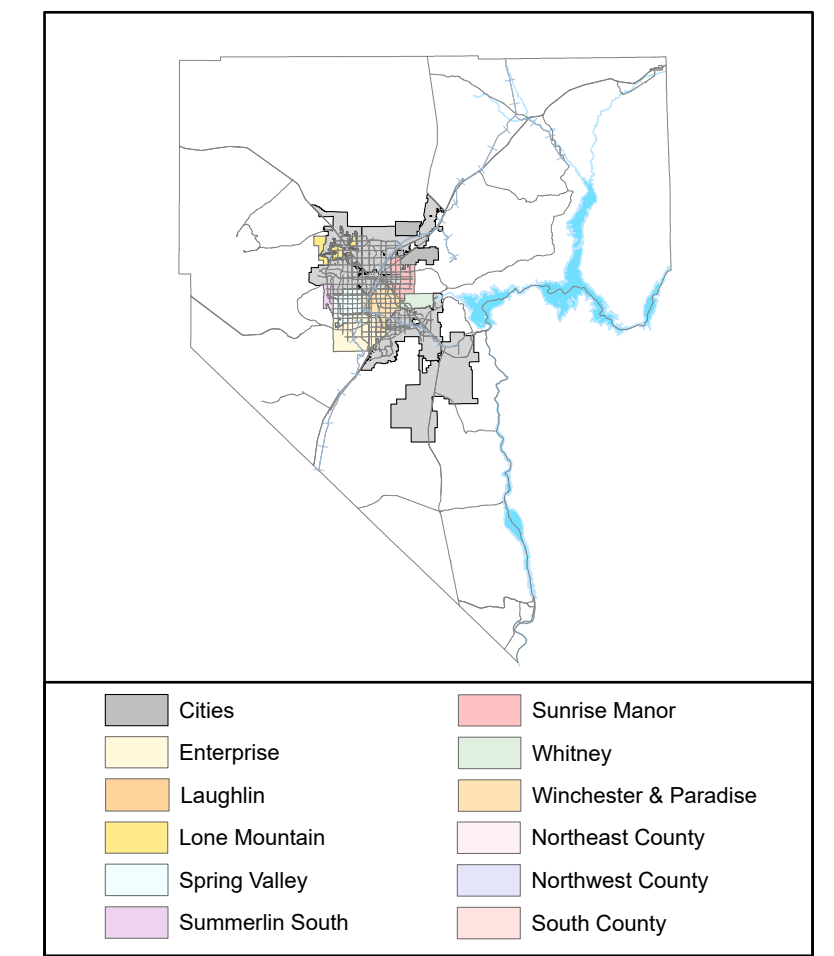 Cities
Enterprise
Laughlin
Lone Mountain
Spring Valley
Summerlin South
Sunrise Manor
Whitney
Winchester & Paradise
Northeast County
Northwest County
South County